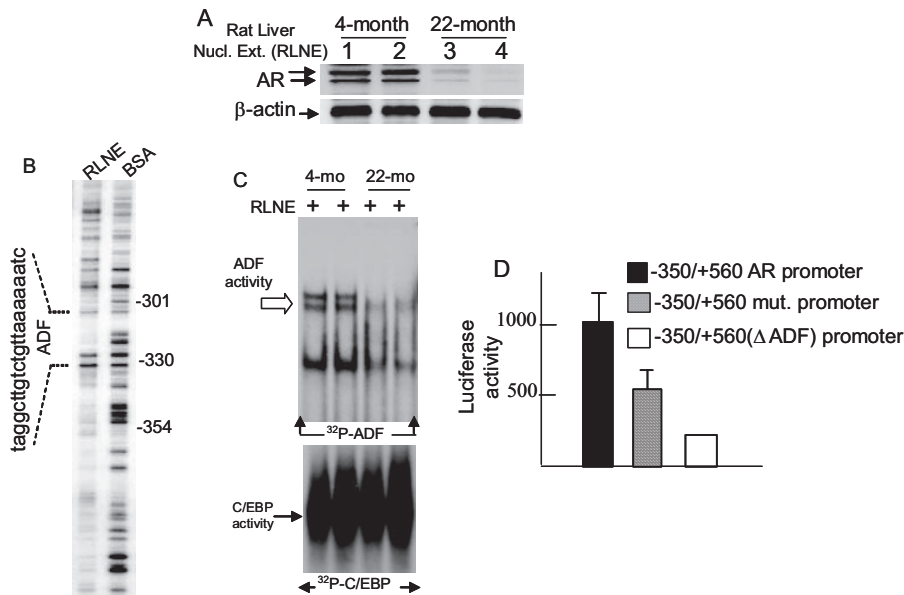 A
Rat Liver
Nucl. Ext. (RLNE)
4-month 22-month
1 2 3 4
AR
β-actin
B
RLNE BSA
taggcttgtctgttaaaaaatc
ADF
-301
-330
-354
C
4-mo 22-mo
RLNE + + + +
ADF
activity
32P-ADF
C/EBP
activity
32P-C/EBP
D
-350/+560 AR promoter
-350/+560 mut. promoter
-350/+560(Δ ADF) promoter
Luciferase
activity
1000
500